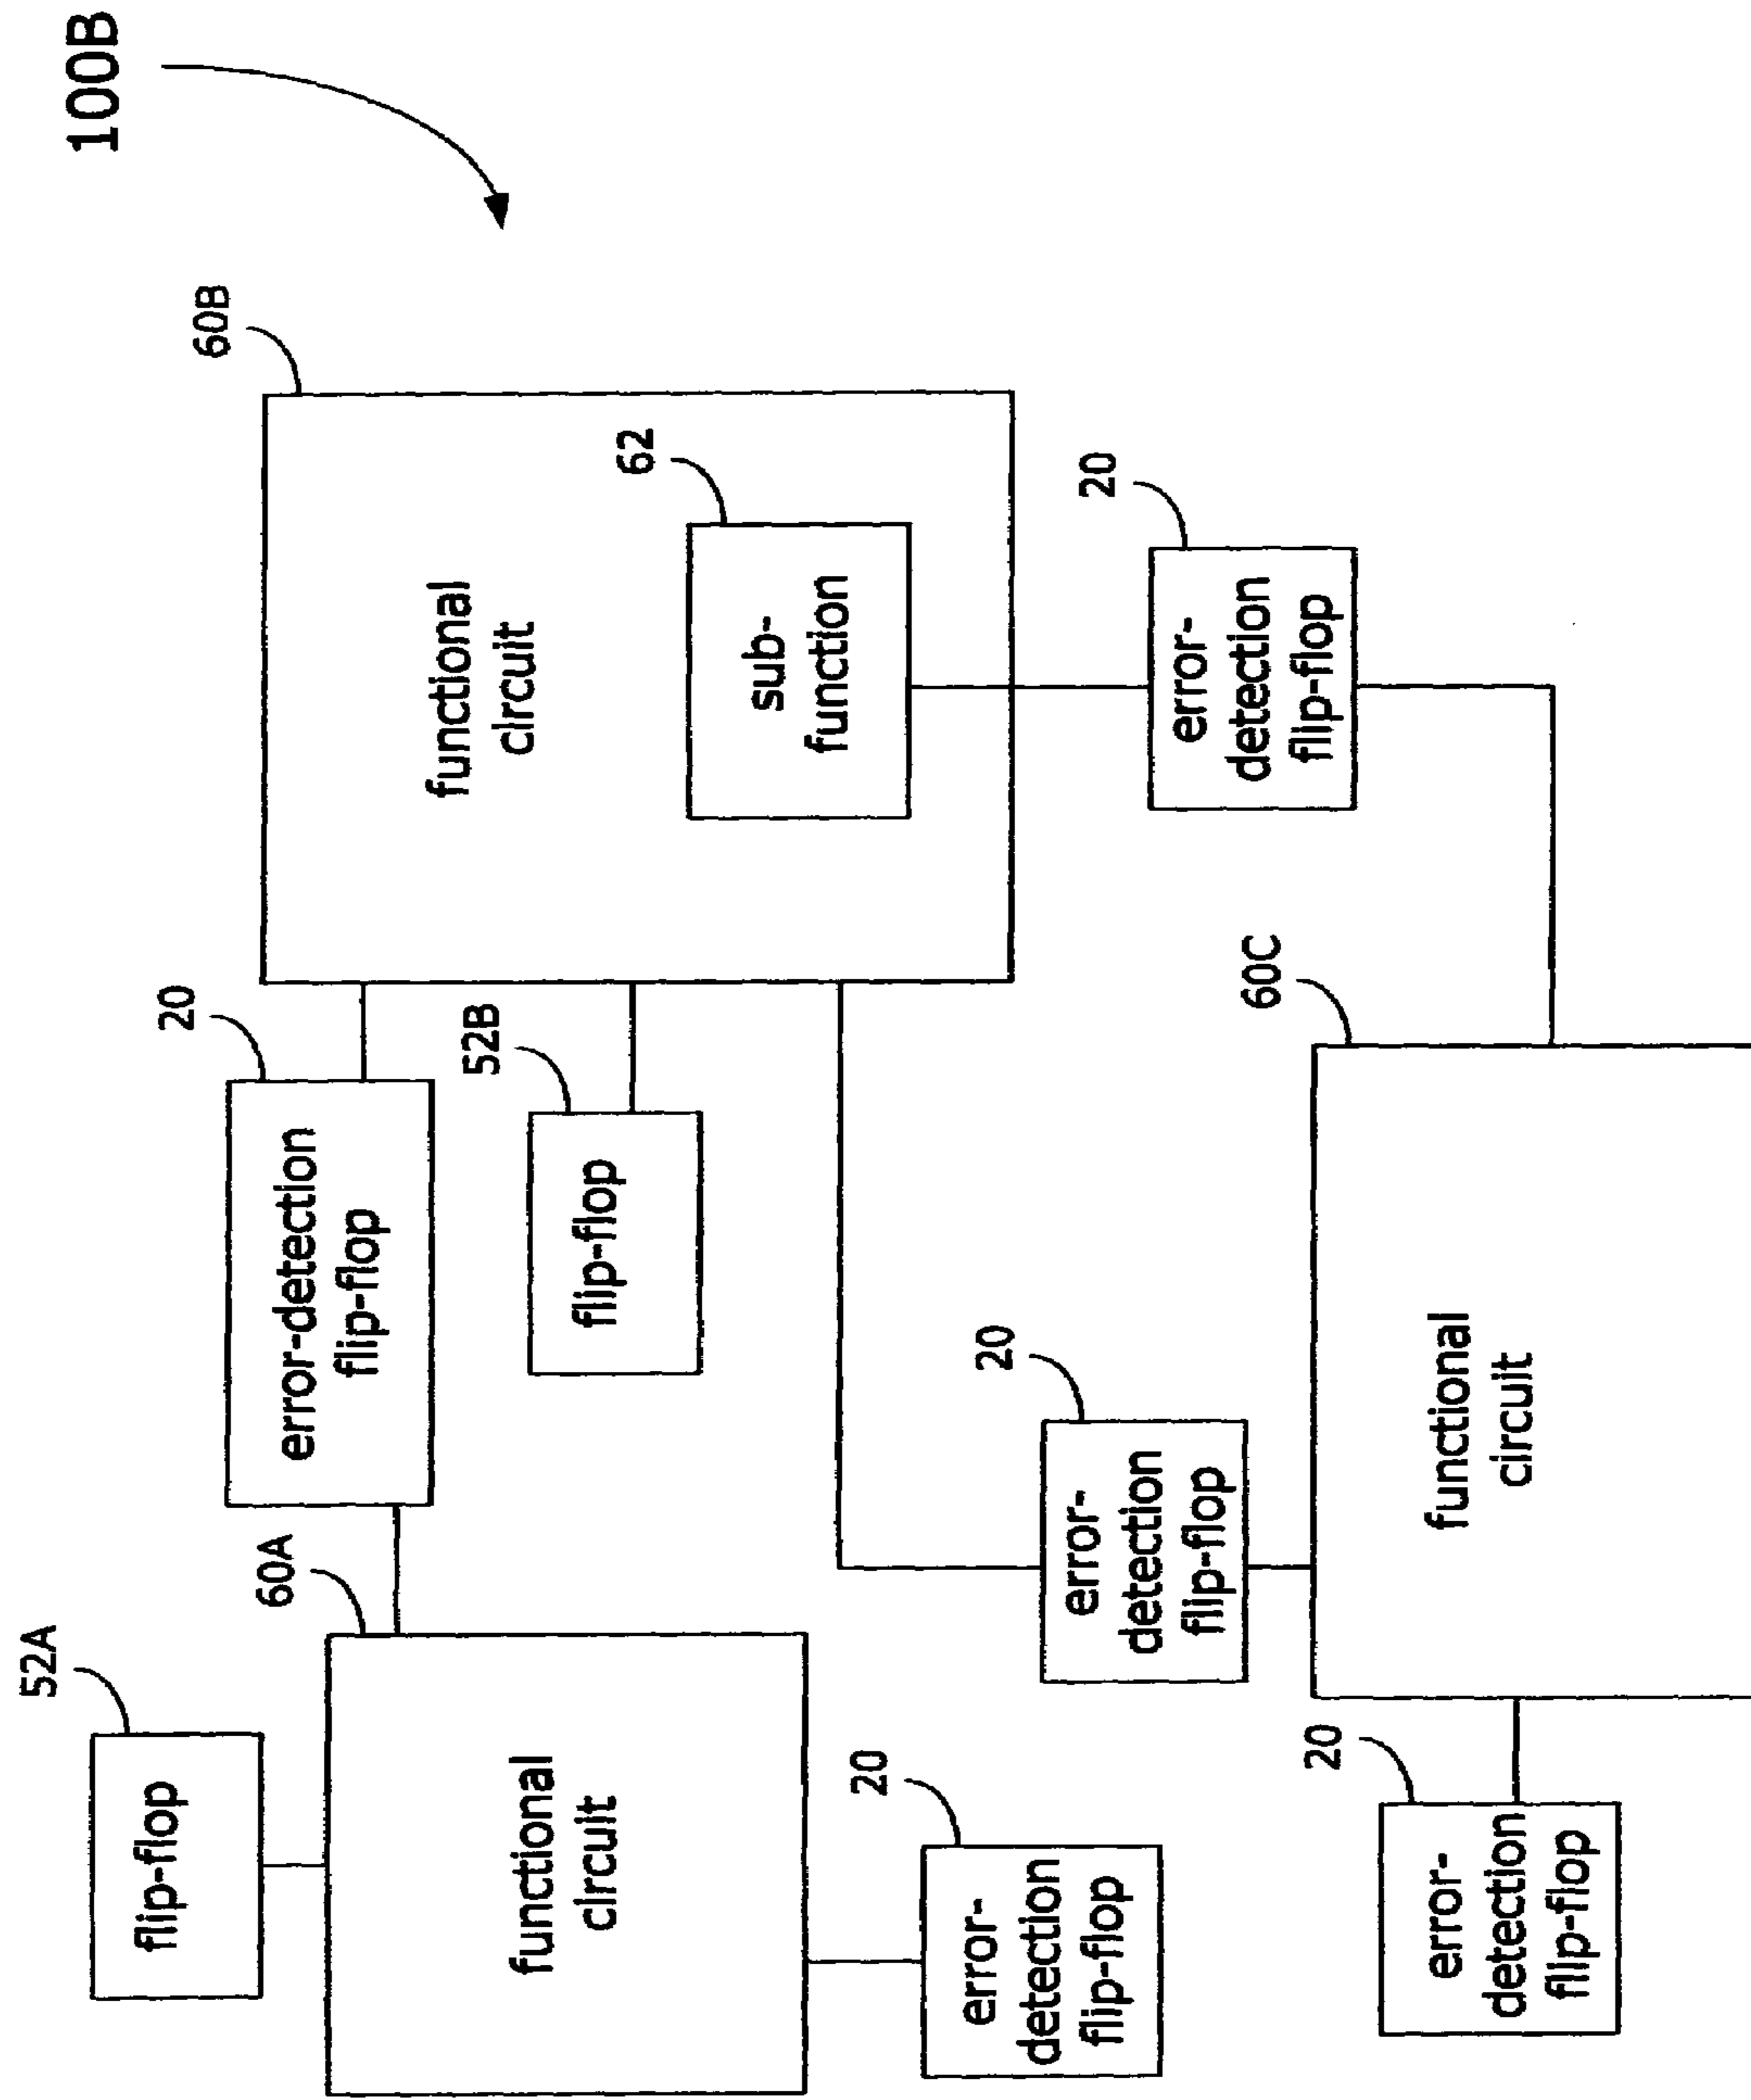 100B
52A
flip-flop
60A
functional
circuit
20
error-
detection
flip-flop
20
error-detection
flip-flop
52B
flip-flop
60B
functional
circuit
62
sub-
function
20
error-
detection
flip-flop
20
error-
detection
flip-flop
60C
functional
circuit
20
error-
detection
flip-flop